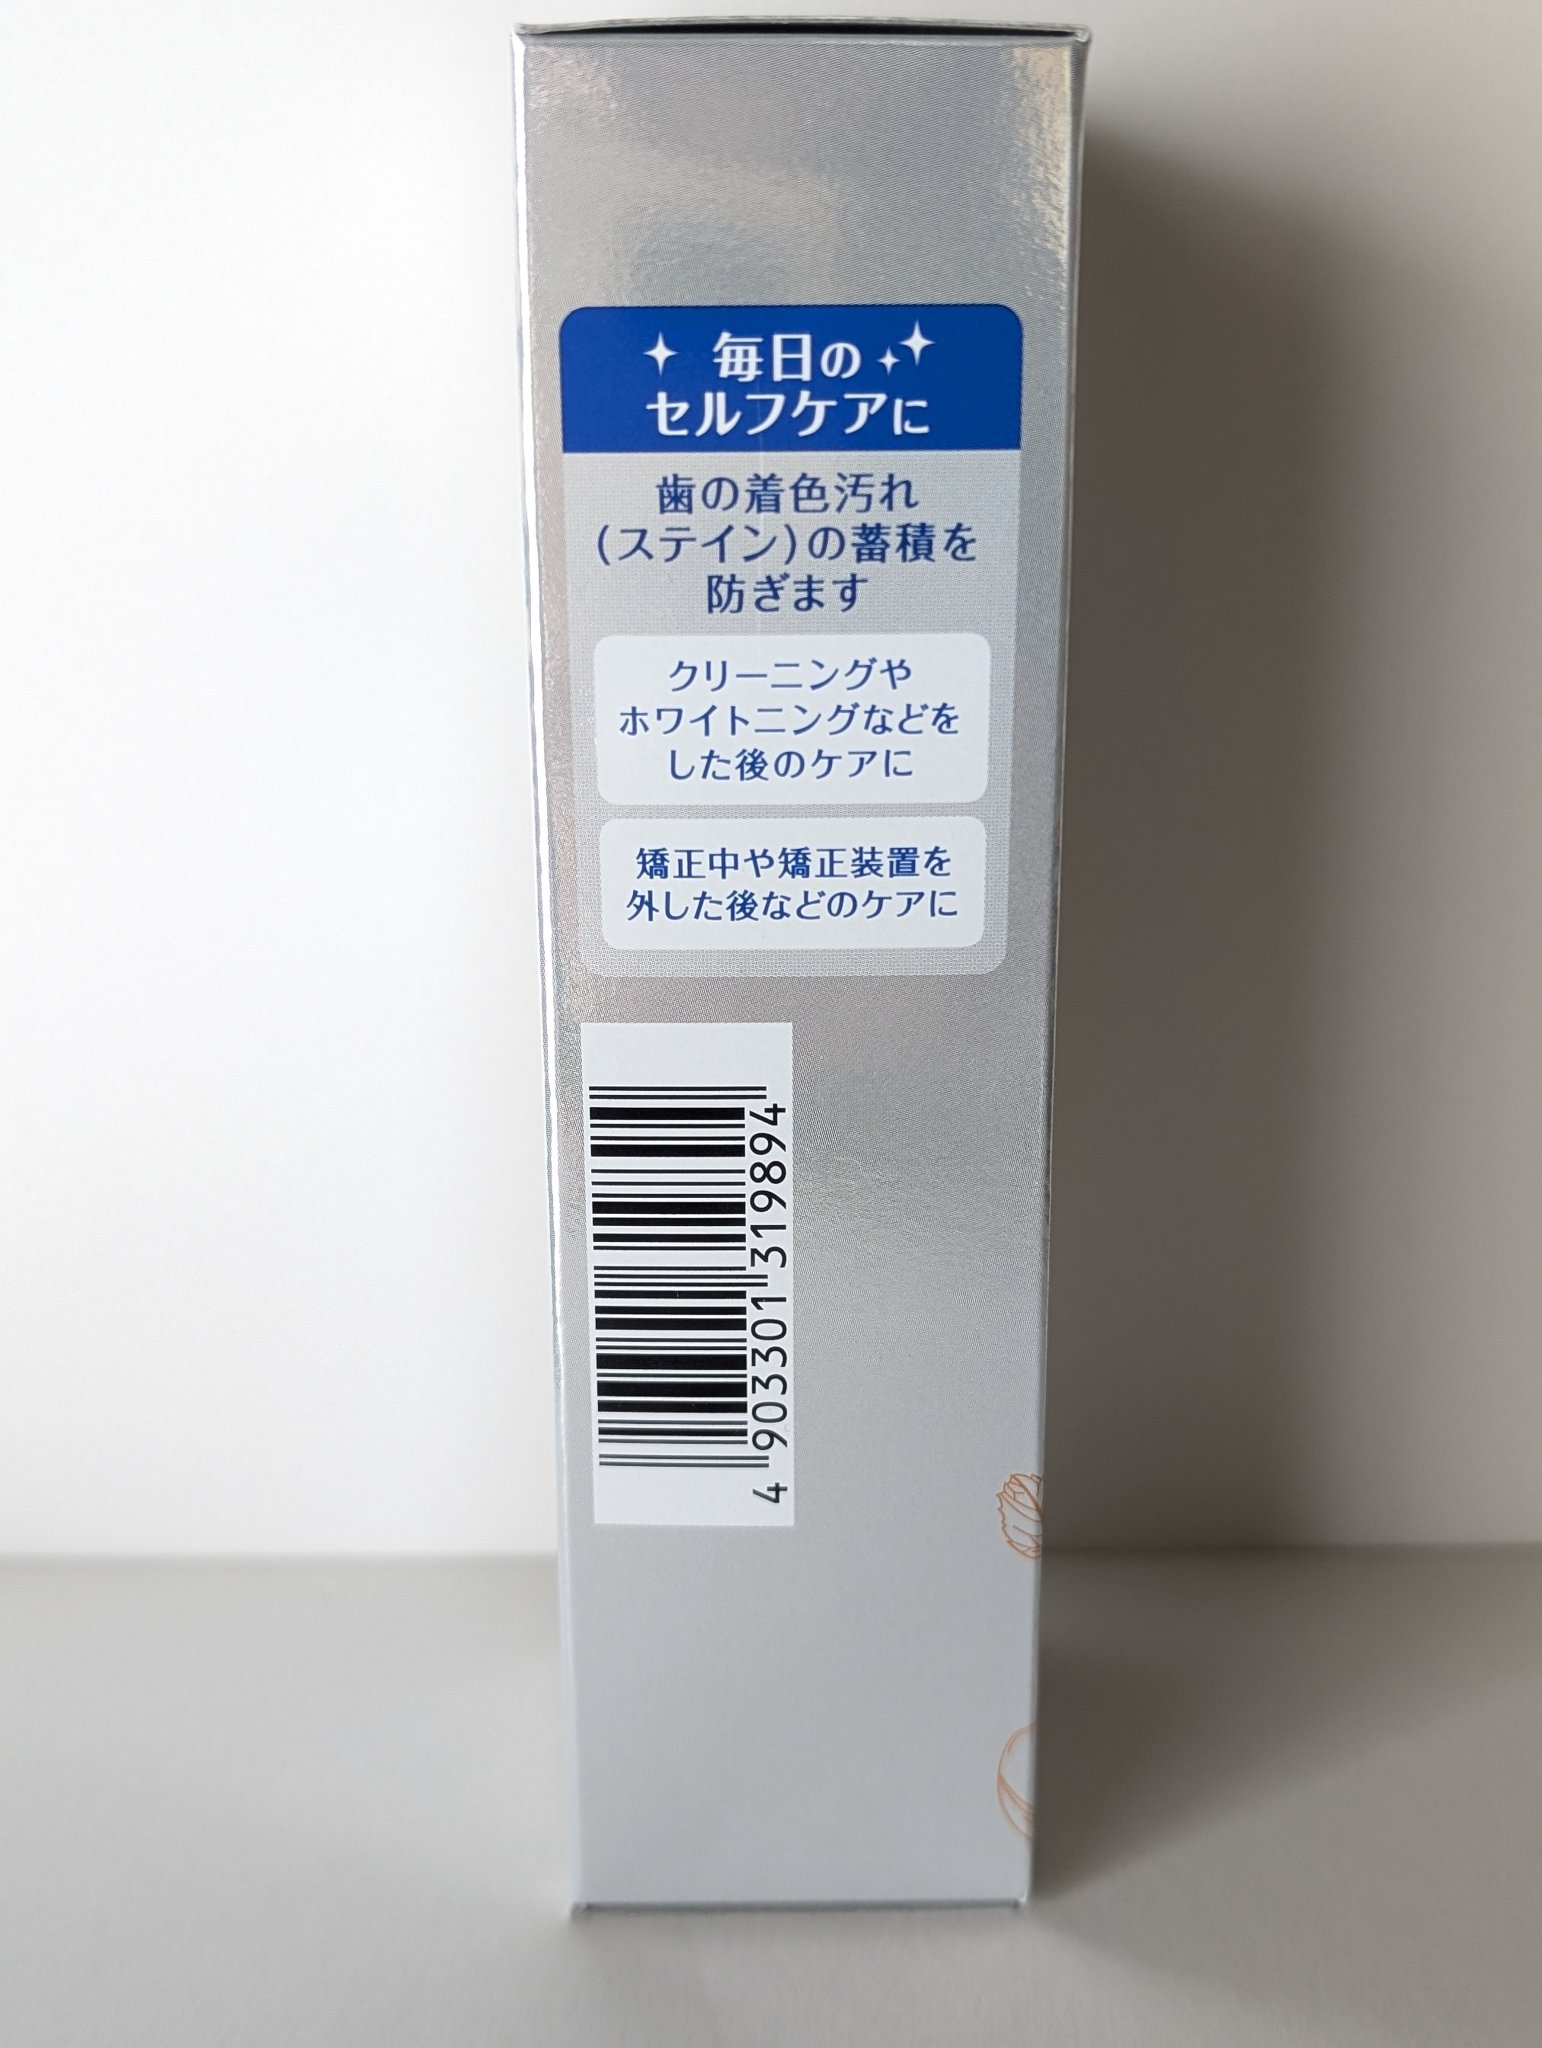 毎日の
セルフケアに
歯の着色汚れ
(ステイン)の蓄積を
防ぎます
クリーニングや
ホワイトニングなどを
した後のケアに
矯正中や矯正装置を
外した後などのケアに
4 903301 319894